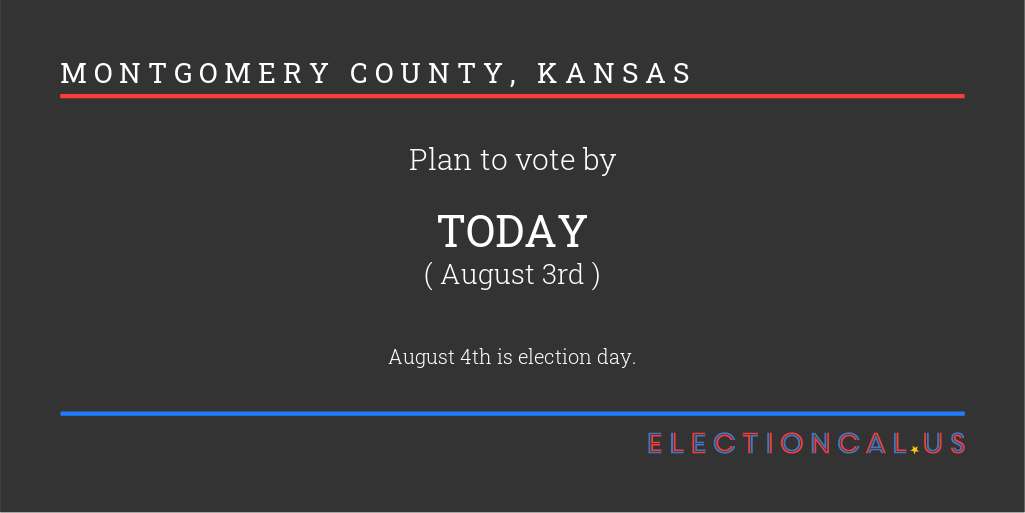 MONTGOMERY COUNTY, KANSAS
Plan to vote by
TODAY
( August 3rd )
August 4th is election day.
ELECTIONCAL.US